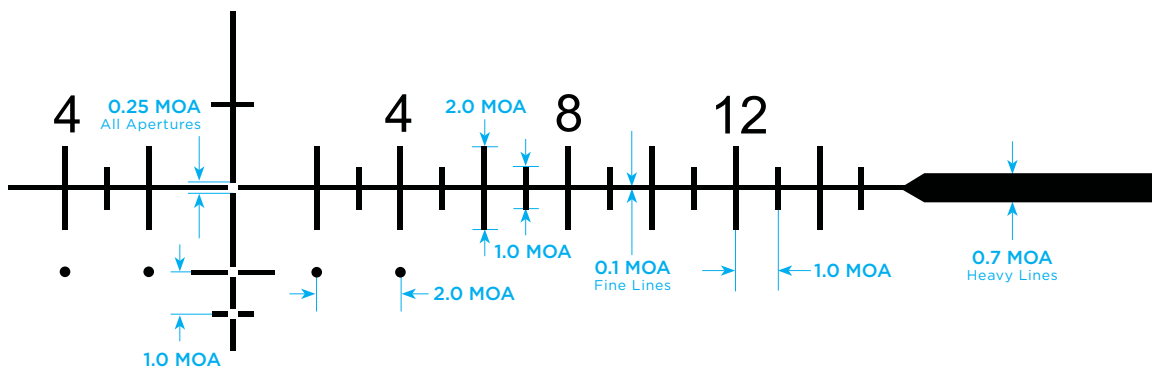 4
0.25 MOA
All Apertures
4
2.0 MOA
8
12
1.0 MOA
0.1 MOA
Fine Lines
1.0 MOA
0.7 MOA
Heavy Lines
2.0 MOA
1.0 MOA